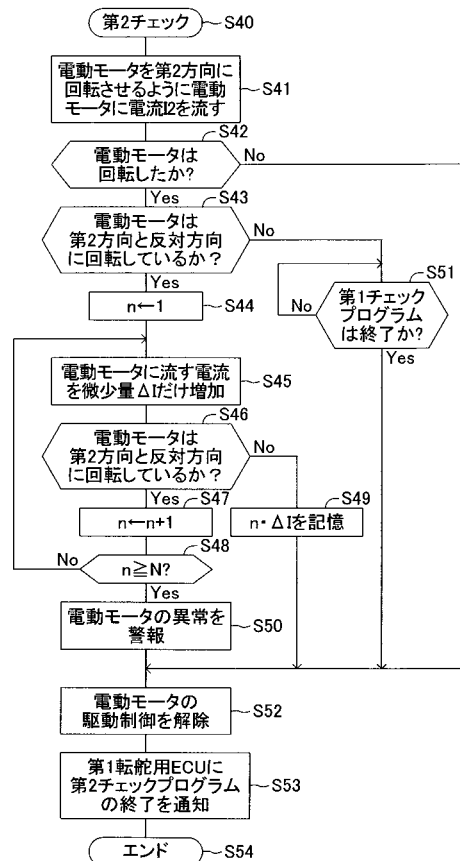 第2チェック
S40
電動モータを第2方向に
回転させるように電動
モータに電流I2を流す
S41
S42
電動モータは
回転したか?
No
Yes
S43
電動モータは
第2方向と反対方向
に回転しているか？
No
Yes
S51
第1チェック
プログラム
は終了か?
No
Yes
n←1
S44
電動モータに流す電流
を微少量ΔIだけ増加
S45
S46
電動モータは
第2方向と反対方向
に回転しているか？
No
Yes
S47
n←n+1
S49
n・ΔIを記憶
S48
n≧N?
No
Yes
電動モータの異常を
警報
S50
電動モータの
駆動制御を解除
S52
第1転舵用ECUに
第2チェックプログラム
の終了を通知
S53
エンド
S54